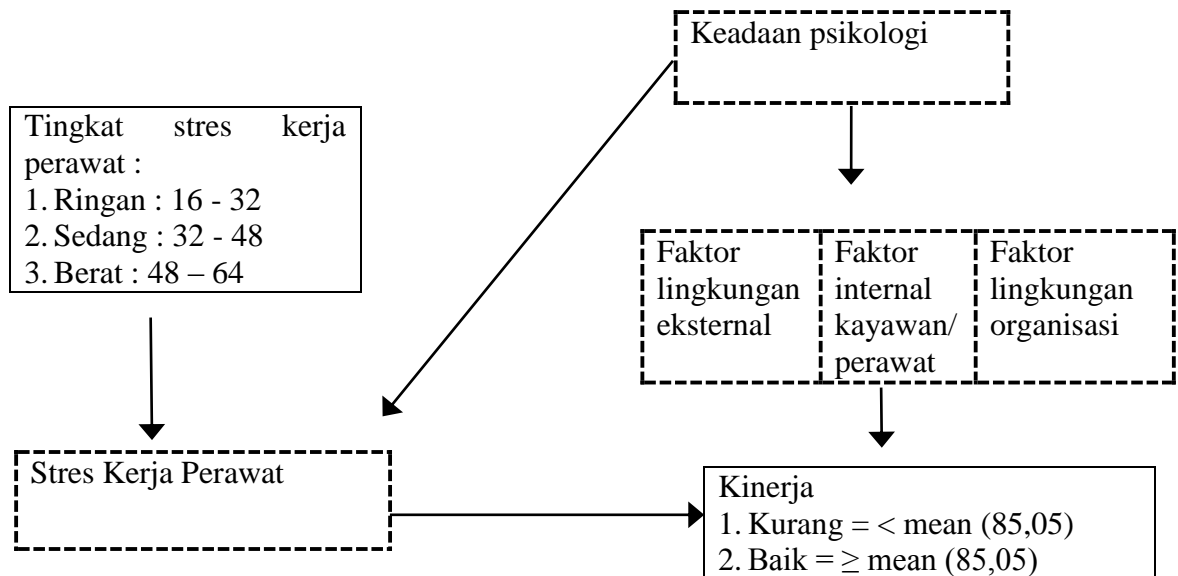 Keadaan psikologi
Tingkat stres kerja
perawat :
1. Ringan : 16 - 32
2. Sedang : 32 - 48
3. Berat : 48 – 64
Faktor
lingkungan
eksternal
Faktor
internal
kayawan/
perawat
Faktor
lingkungan
organisasi
Stres Kerja Perawat
Kinerja
1. Kurang = < mean (85,05)
2. Baik = ≥ mean (85,05)